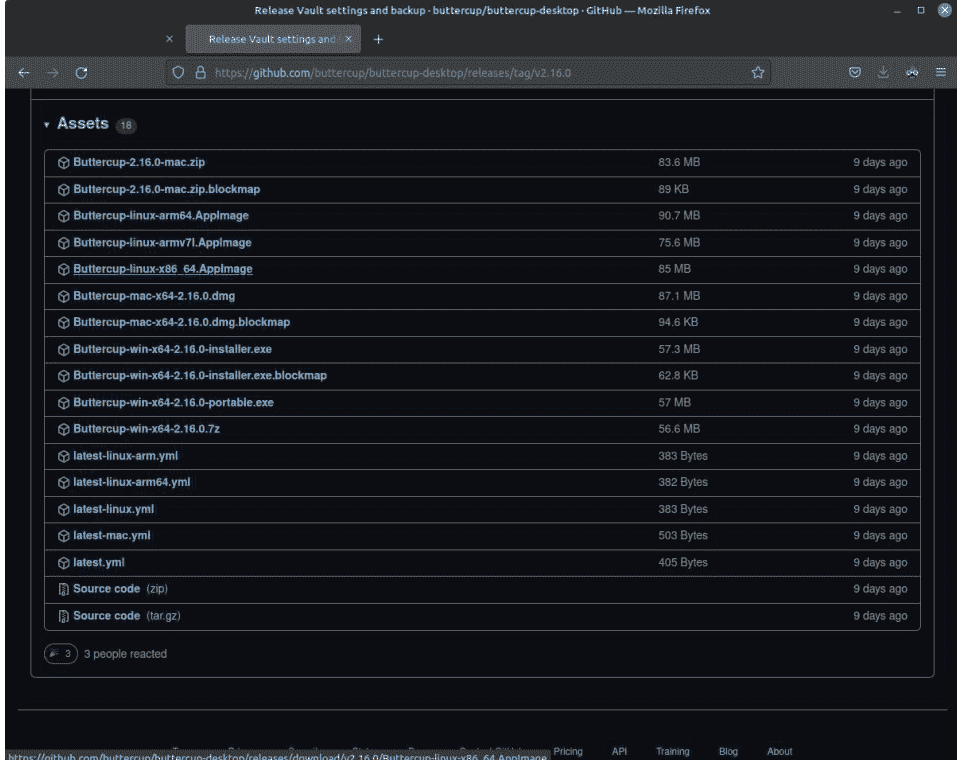 Release Vault settings and backup · buttercup/buttercup-desktop · GitHub — Mozilla Firefox
Release Vault settings and
https://github.com/buttercup/buttercup-desktop/releases/tag/v2.16.0
Assets 18
Buttercup-2.16.0-mac.zip 83.6 MB 9 days ago
Buttercup-2.16.0-mac.zip.blockmap 89 KB 9 days ago
Buttercup-linux-arm64.AppImage 90.7 MB 9 days ago
Buttercup-linux-armv7l.AppImage 75.6 MB 9 days ago
Buttercup-linux-x86_64.AppImage 85 MB 9 days ago
Buttercup-mac-x64-2.16.0.dmg 87.1 MB 9 days ago
Buttercup-mac-x64-2.16.0.dmg.blockmap 94.6 KB 9 days ago
Buttercup-win-x64-2.16.0-installer.exe 57.3 MB 9 days ago
Buttercup-win-x64-2.16.0-installer.exe.blockmap 62.8 KB 9 days ago
Buttercup-win-x64-2.16.0-portable.exe 57 MB 9 days ago
Buttercup-win-x64-2.16.0.7z 56.6 MB 9 days ago
latest-linux-arm.yml 383 Bytes 9 days ago
latest-linux-arm64.yml 382 Bytes 9 days ago
latest-linux.yml 383 Bytes 9 days ago
latest-mac.yml 503 Bytes 9 days ago
latest.yml 405 Bytes 9 days ago
Source code (zip) 9 days ago
Source code (tar.gz) 9 days ago
3 3 people reacted
Pricing API Training Blog About
https://github.com/buttercup/buttercup-desktop/releases/download/v2.16.0/Buttercup-linux-x86_64.AppImage